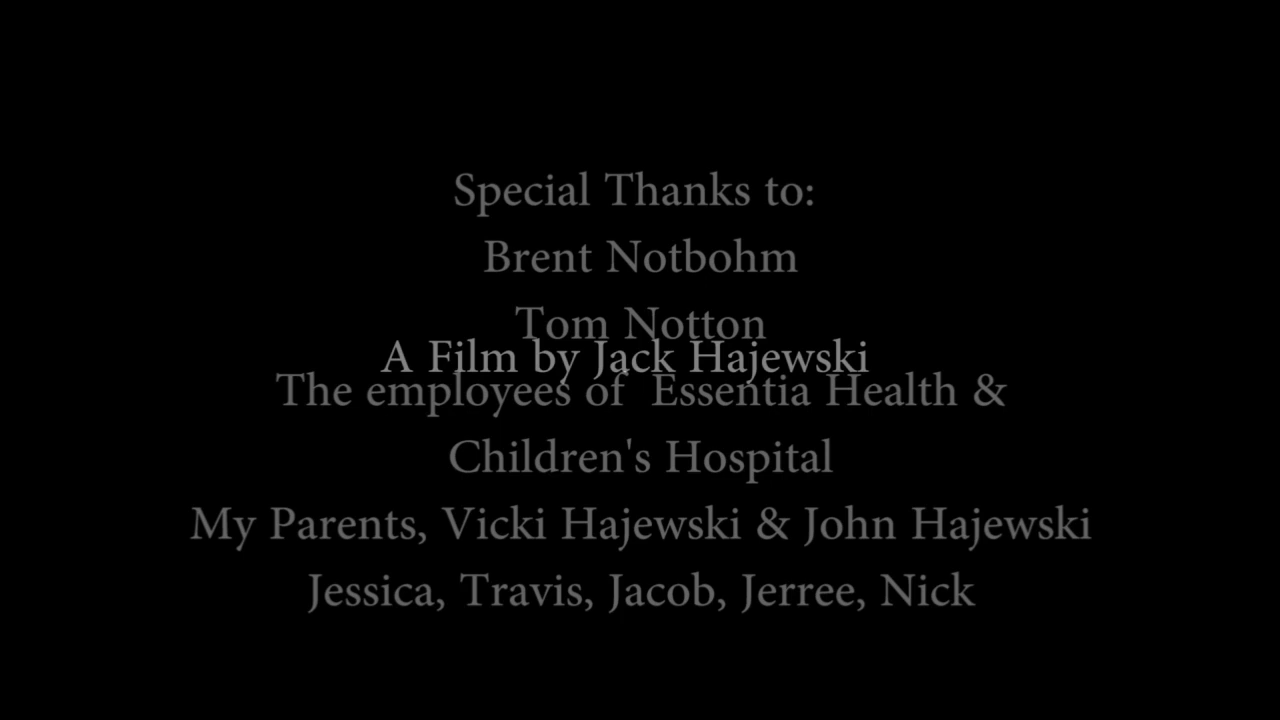 Special Thanks to:
Brent Notbohm
Tom Notton
A Film by Jack Hajewski
The employees of  Essentia Health &
Children's Hospital
My Parents, Vicki Hajewski & John Hajewski
Jessica, Travis, Jacob, Jerree, Nick